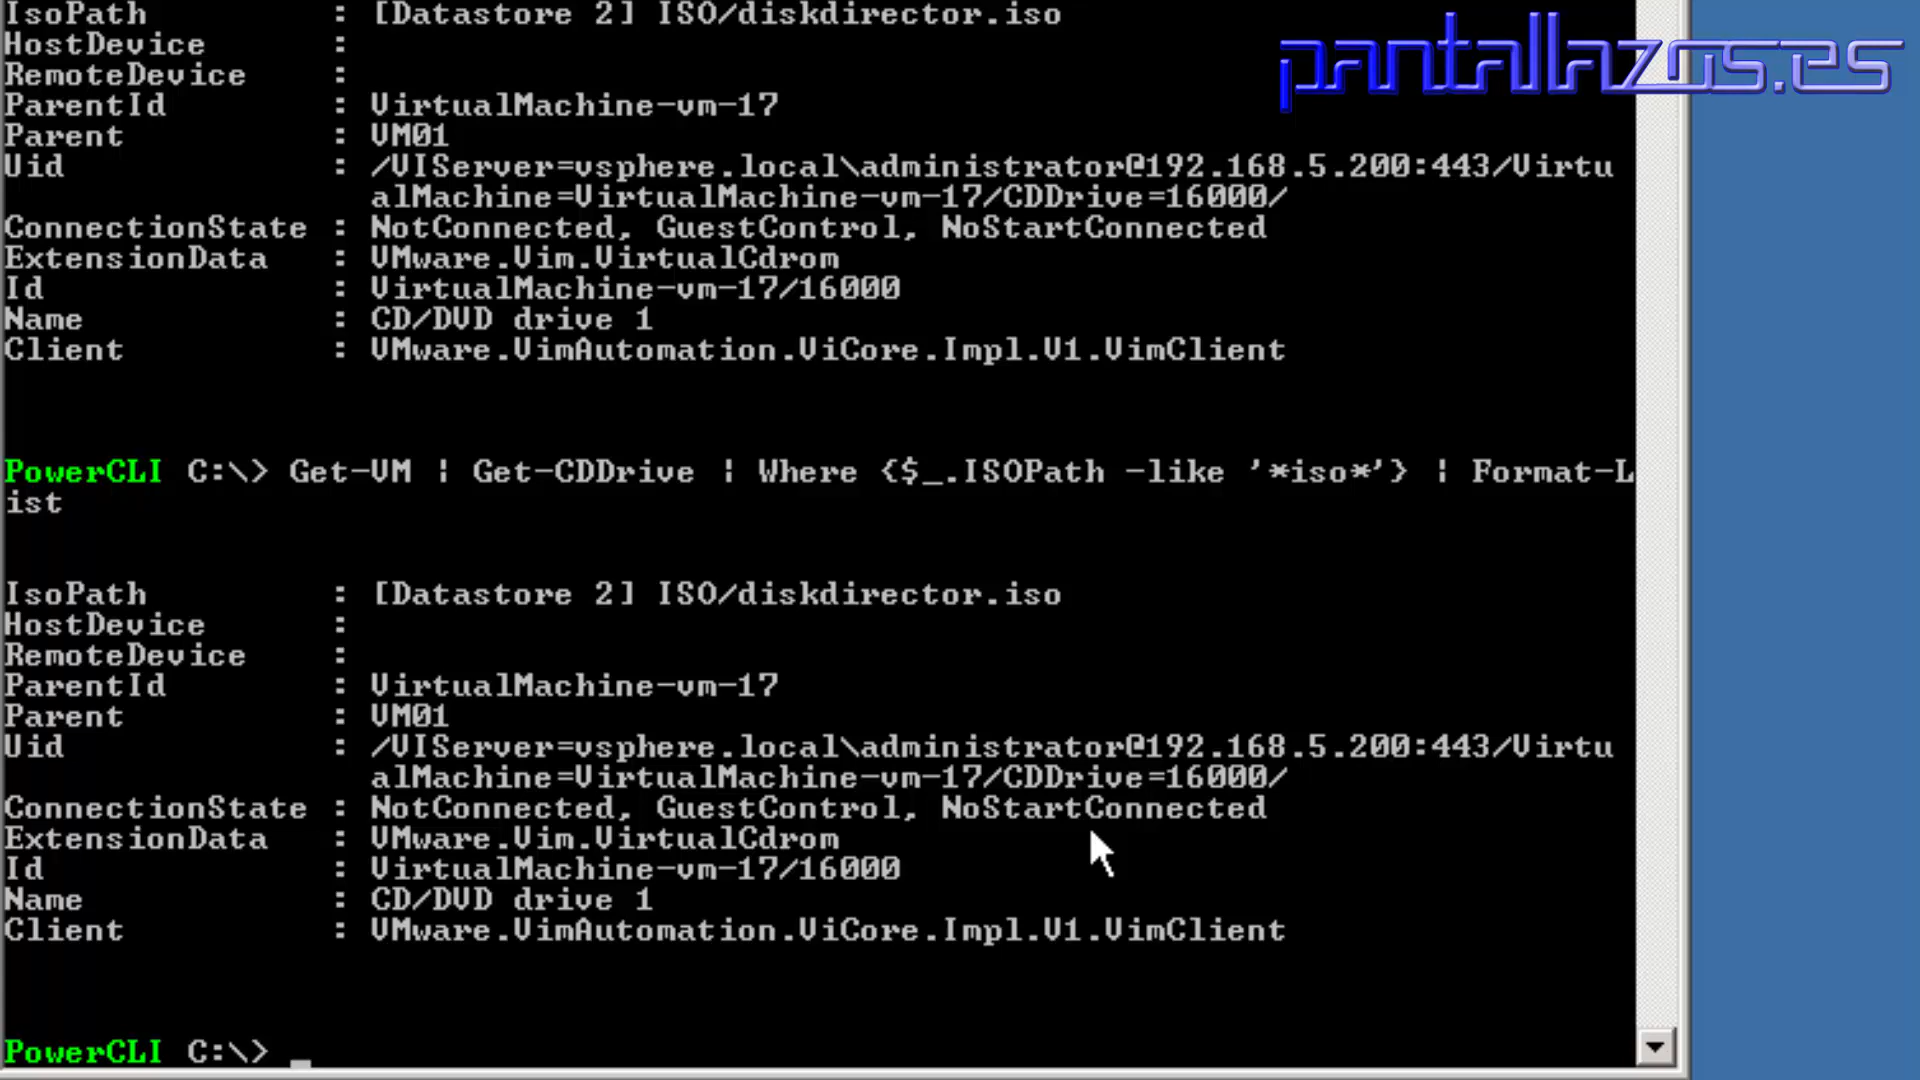 IsoPath : [Datastore 2] ISO/diskdirector.iso
pantallazos.es
HostDevice :
RemoteDevice :
ParentId : VirtualMachine-vm-17
Parent : VM01
Uid : /VIServer=vsphere.local\administrator@192.168.5.200:443/Virtu
alMachine=VirtualMachine-vm-17/CDDrive=16000/
ConnectionState : NotConnected, GuestControl, NoStartConnected
ExtensionData : VMware.Vim.VirtualCdrom
Id : VirtualMachine-vm-17/16000
Name : CD/DVD drive 1
Client : VMware.VimAutomation.ViCore.Impl.V1.VimClient
PowerCLI C:\> Get-VM | Get-CDDrive | Where {$_.ISOPath -like '*iso*'} | Format-L
ist
IsoPath : [Datastore 2] ISO/diskdirector.iso
HostDevice :
RemoteDevice :
ParentId : VirtualMachine-vm-17
Parent : VM01
Uid : /VIServer=vsphere.local\administrator@192.168.5.200:443/Virtu
alMachine=VirtualMachine-vm-17/CDDrive=16000/
ConnectionState : NotConnected, GuestControl, NoStartConnected
ExtensionData : VMware.Vim.VirtualCdrom
Id : VirtualMachine-vm-17/16000
Name : CD/DVD drive 1
Client : VMware.VimAutomation.ViCore.Impl.V1.VimClient
PowerCLI C:\> _